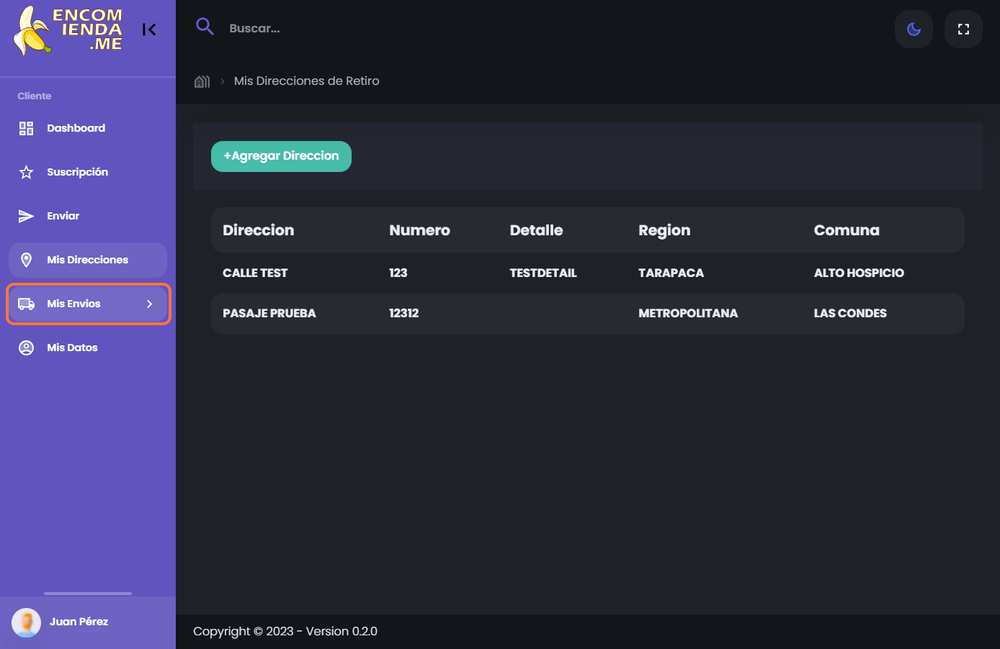 ENCOM
IENDA
.ME
Buscar...
Mis Direcciones de Retiro
Cliente
Dashboard
Suscripción
Enviar
Mis Direcciones
Mis Envios
Mis Datos
+Agregar Direccion
Direccion Numero Detalle Region Comuna
CALLE TEST 123 TESTDETAIL TARAPACA ALTO HOSPICIO
PASAJE PRUEBA 12312 METROPOLITANA LAS CONDES
Juan Pérez
Copyright © 2023 - Version 0.2.0